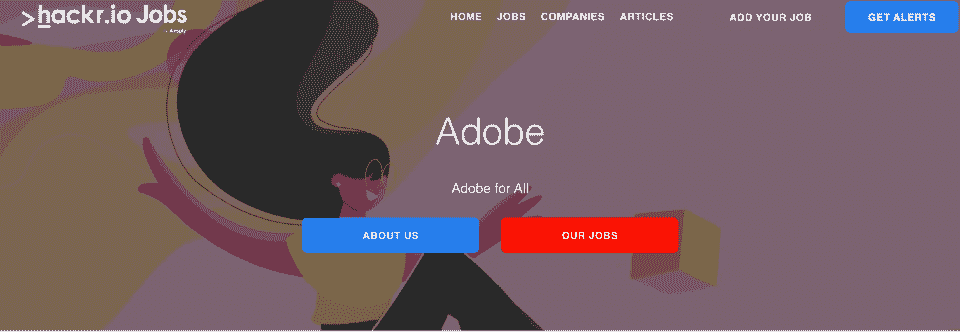 >hackr.io Jobs
HOME JOBS COMPANIES ARTICLES ADD YOUR JOB GET ALERTS
Adobe
Adobe for All
ABOUT US OUR JOBS